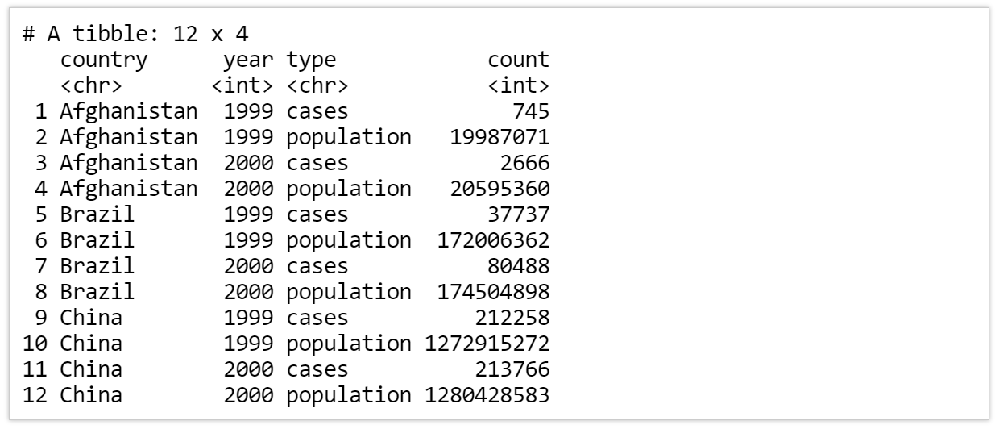 # A tibble: 12 x 4
   country      year type            count
   <chr>       <int> <chr>           <int>
 1 Afghanistan  1999 cases             745
 2 Afghanistan  1999 population   19987071
 3 Afghanistan  2000 cases            2666
 4 Afghanistan  2000 population   20595360
 5 Brazil       1999 cases           37737
 6 Brazil       1999 population  172006362
 7 Brazil       2000 cases           80488
 8 Brazil       2000 population  174504898
 9 China        1999 cases          212258
10 China        1999 population 1272915272
11 China        2000 cases          213766
12 China        2000 population 1280428583